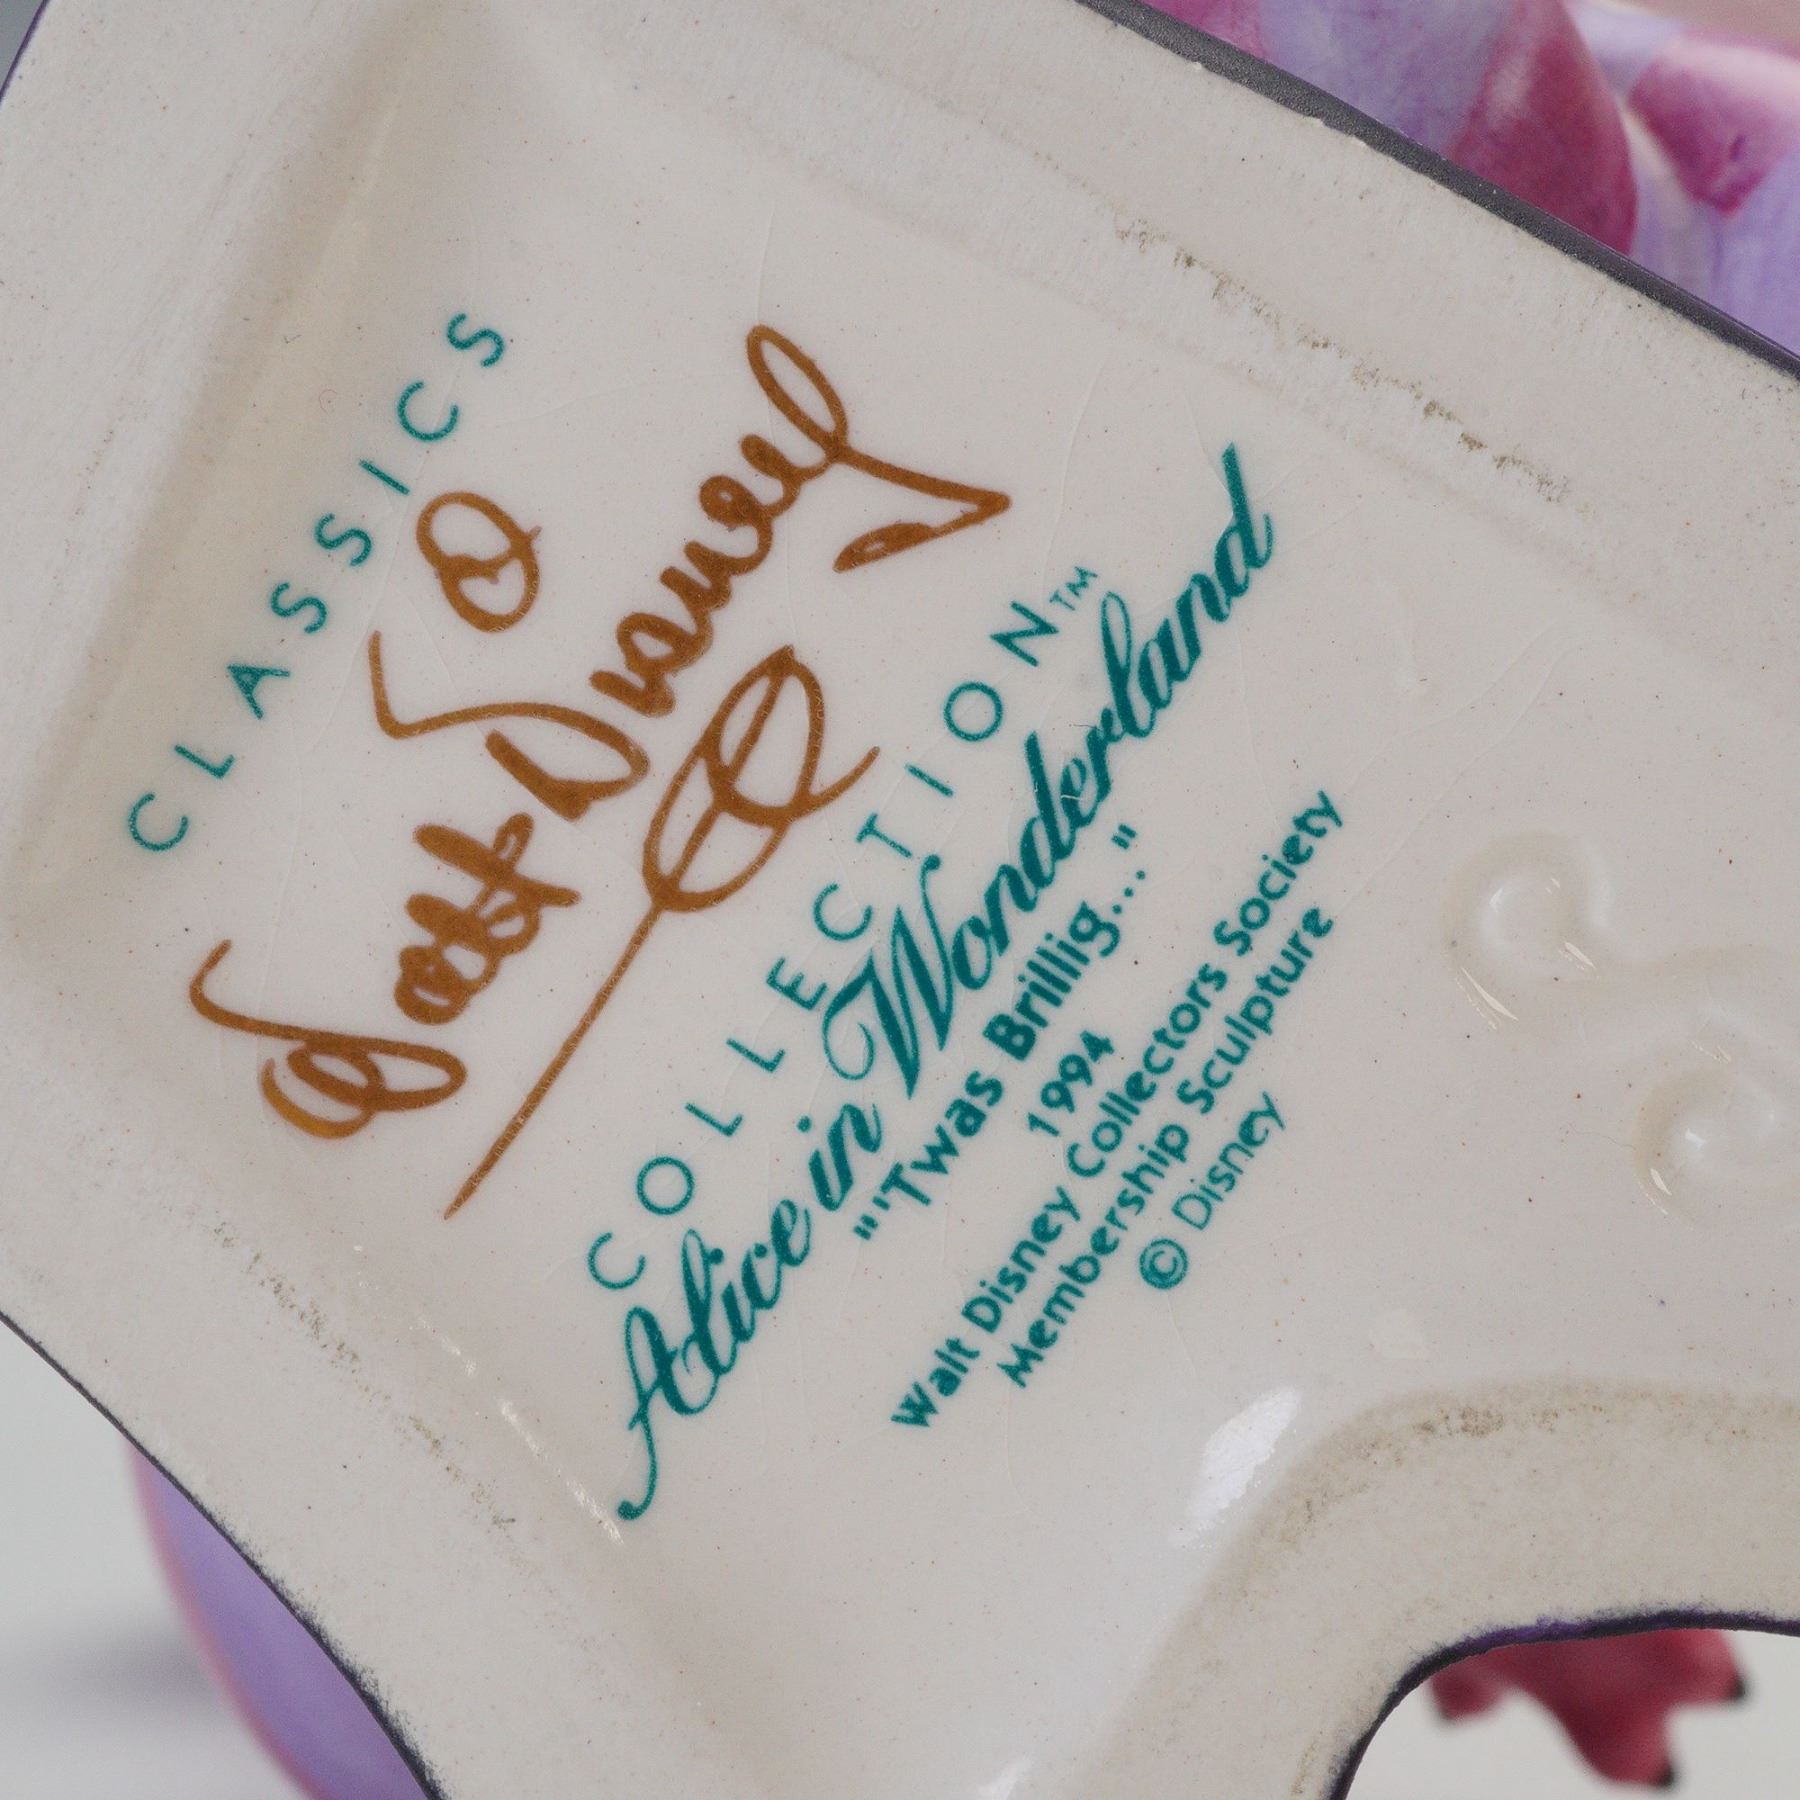 CLASSICS
Walt Disney
COLLECTION™
Alice in Wonderland
"'Twas Brillig..."
1994
Walt Disney Collectors Society
Membership Sculpture
© Disney